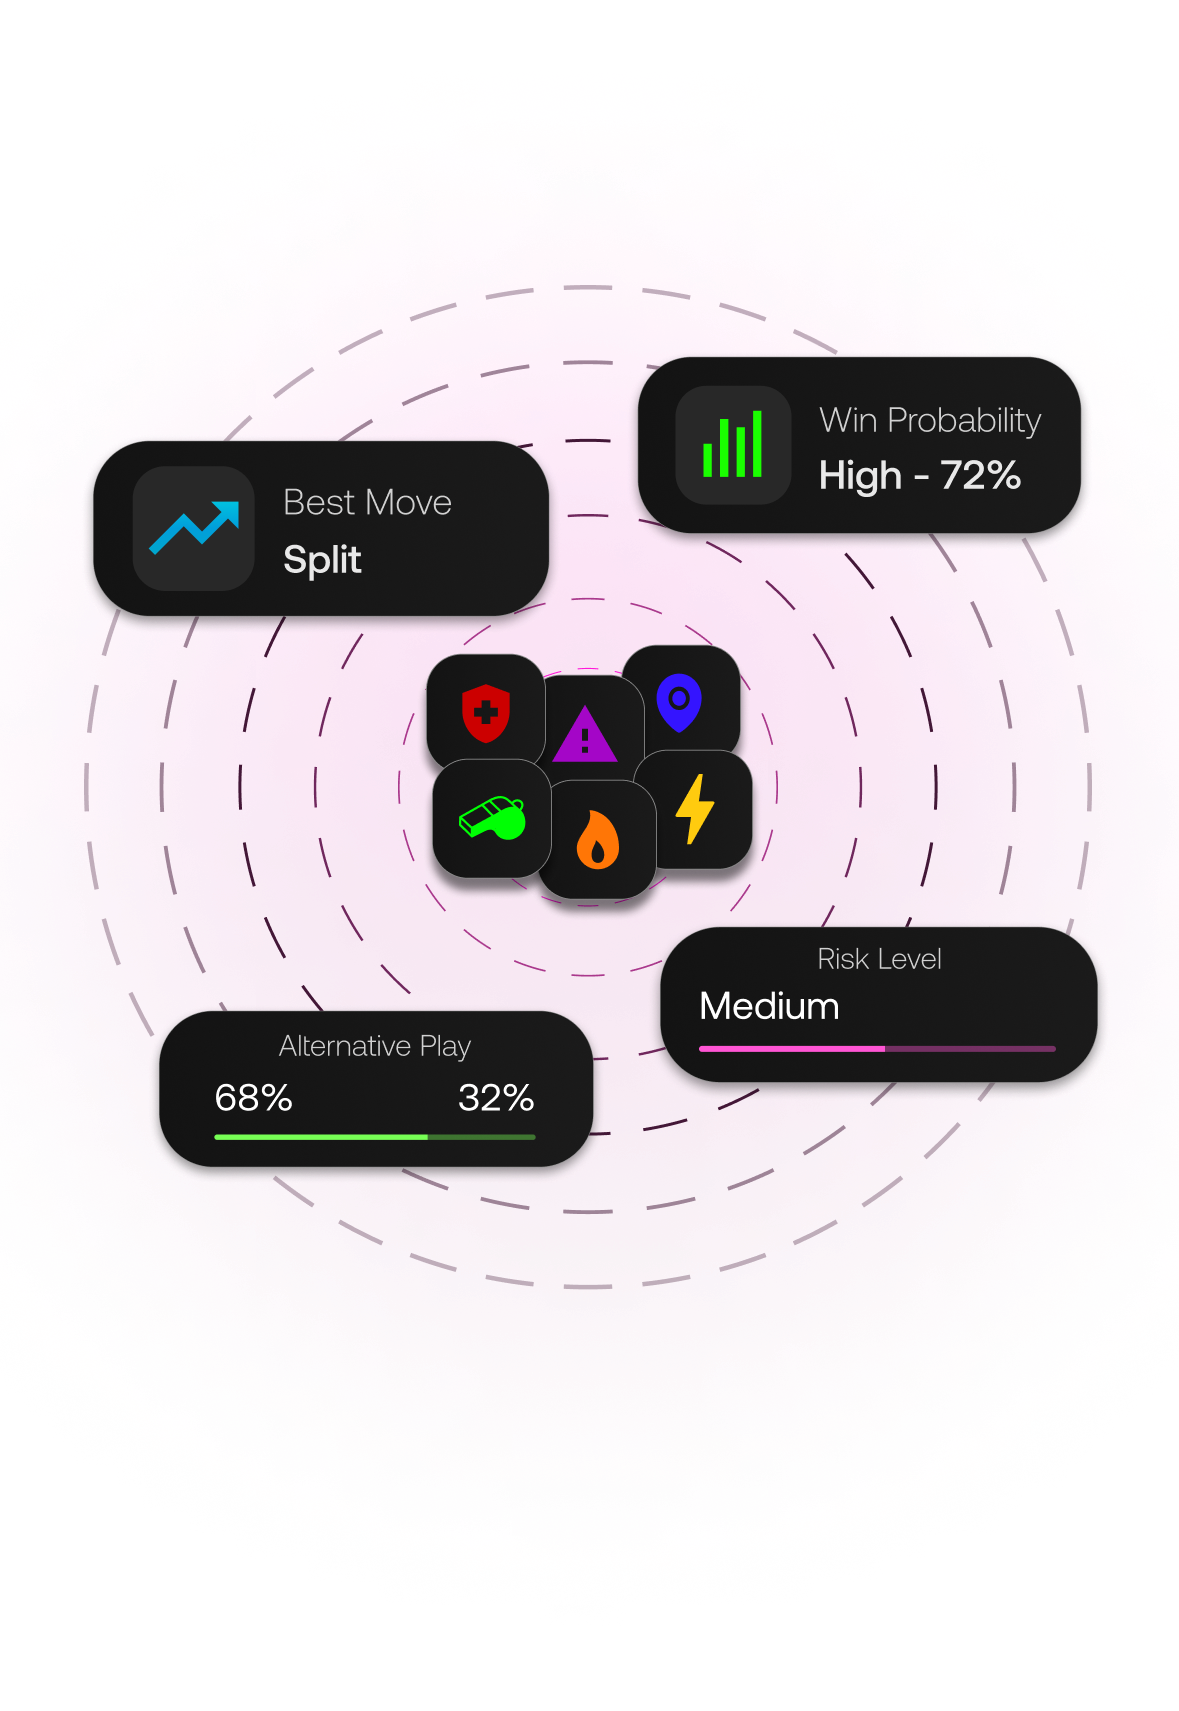 Win Probability
High - 72%
Best Move
Split
Risk Level
Medium
Alternative Play
68% 32%